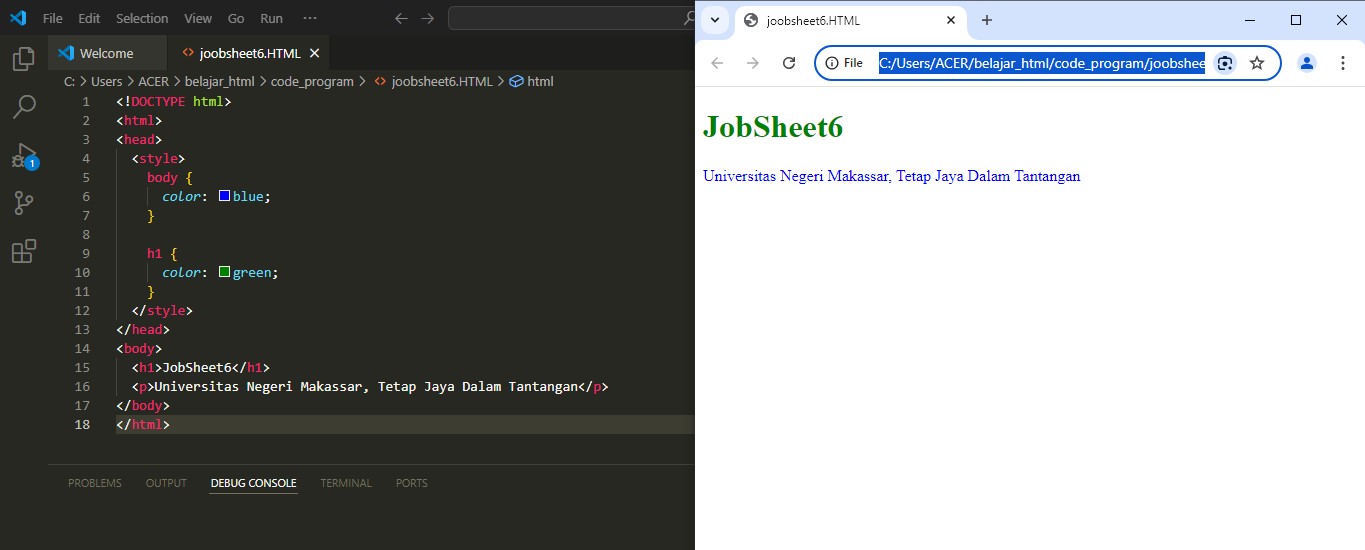 File Edit Selection View Go Run ···
Welcome joobsheet6.HTML
C: > Users > ACER > belajar_html > code_program > joobsheet6.HTML > html
1 <!DOCTYPE html>
2 <html>
3 <head>
4 <style>
5 body {
6 color: blue;
7 }
8
9 h1 {
10 color: green;
11 }
12 </style>
13 </head>
14 <body>
15 <h1>JobSheet6</h1>
16 <p>Universitas Negeri Makassar, Tetap Jaya Dalam Tantangan</p>
17 </body>
18 </html>
1
PROBLEMS OUTPUT DEBUG CONSOLE TERMINAL PORTS
joobsheet6.HTML
File C:/Users/ACER/belajar_html/code_program/joobshee
JobSheet6
Universitas Negeri Makassar, Tetap Jaya Dalam Tantangan